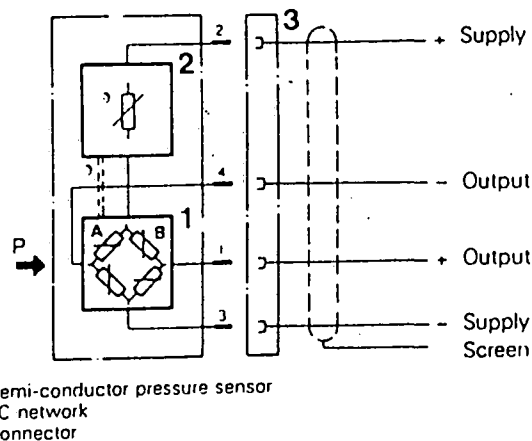 3
2
+ Supply
2
4
- Output
1
A B
P
1
+ Output
3
- Supply
Screen
emi-conductor pressure sensor
C network
onnector